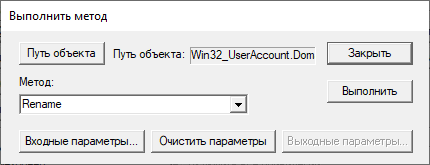 Выполнить метод
Путь объекта Путь объекта: Win32_UserAccount.Dom Закрыть
Метод:
Rename
Выполнить
Входные параметры... Очистить параметры Выходные параметры...